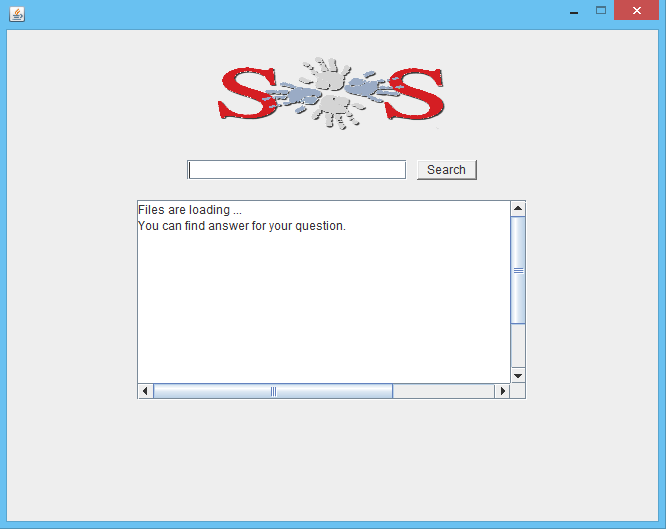 SOS
Search
Files are loading ...
You can find answer for your question.